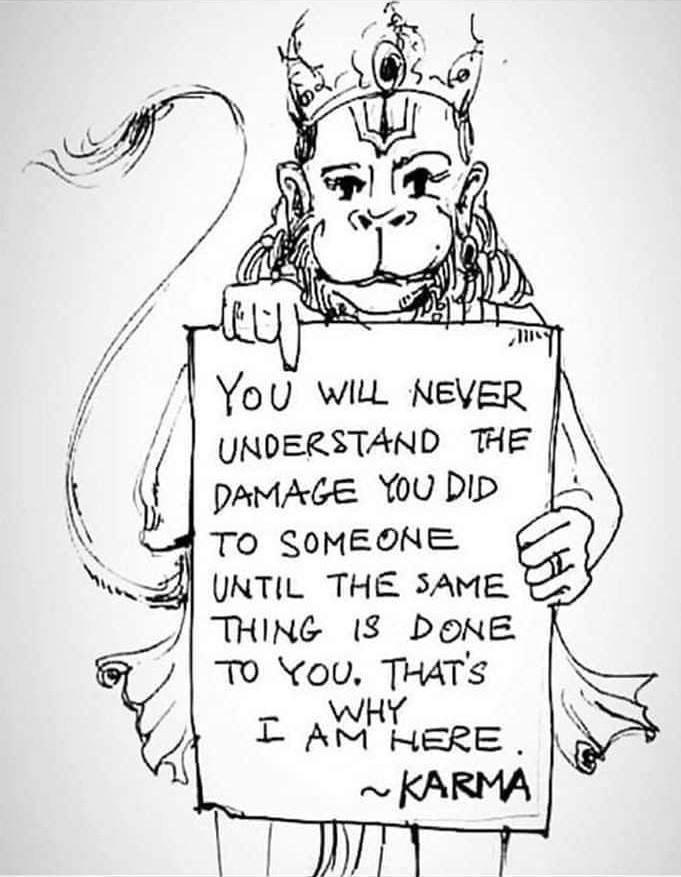 YOU WILL NEVER
UNDERSTAND THE
DAMAGE YOU DID
TO SOMEONE
UNTIL THE SAME
THING IS DONE
TO YOU. THAT'S
WHY
I AM HERE.
~KARMA